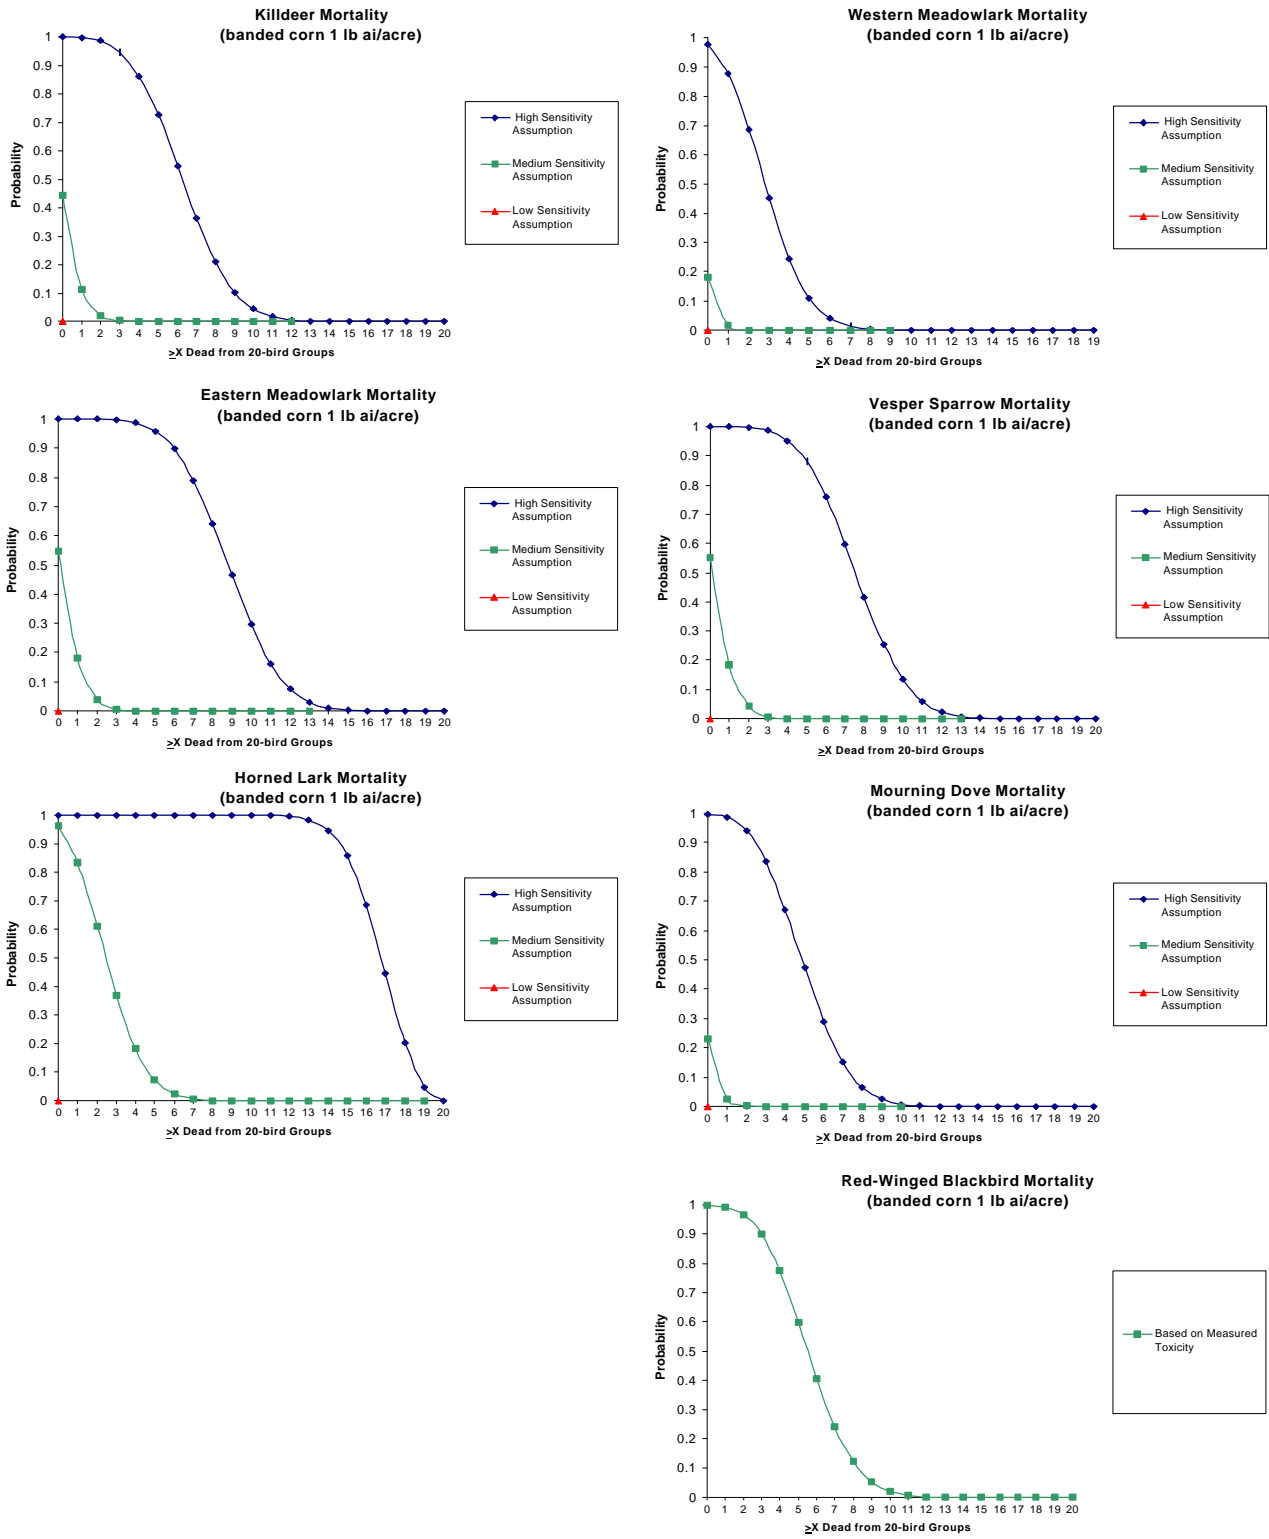 Killdeer Mortality
(banded corn 1 lb ai/acre)
1
0.9
0.8
0.7
0.6
0.5
0.4
0.3
0.2
0.1
0
Probability
0 1 2 3 4 5 6 7 8 9 10 11 12 13 14 15 16 17 18 19 20
≥X Dead from 20-bird Groups
High Sensitivity
Assumption
Medium Sensitivity
Assumption
Low Sensitivity
Assumption
Western Meadowlark Mortality
(banded corn 1 lb ai/acre)
1
0.9
0.8
0.7
0.6
0.5
0.4
0.3
0.2
0.1
0
Probability
0 1 2 3 4 5 6 7 8 9 10 11 12 13 14 15 16 17 18 19
≥X Dead from 20-bird Groups
High Sensitivity
Assumption
Medium Sensitivity
Assumption
Low Sensitivity
Assumption
Eastern Meadowlark Mortality
(banded corn 1 lb ai/acre)
1
0.9
0.8
0.7
0.6
0.5
0.4
0.3
0.2
0.1
0
Probability
0 1 2 3 4 5 6 7 8 9 10 11 12 13 14 15 16 17 18 19 20
≥X Dead from 20-bird Groups
High Sensitivity
Assumption
Medium Sensitivity
Assumption
Low Sensitivity
Assumption
Vesper Sparrow Mortality
(banded corn 1 lb ai/acre)
1
0.9
0.8
0.7
0.6
0.5
0.4
0.3
0.2
0.1
0
Probability
0 1 2 3 4 5 6 7 8 9 10 11 12 13 14 15 16 17 18 19 20
≥X Dead from 20-bird Groups
High Sensitivity
Assumption
Medium Sensitivity
Assumption
Low Sensitivity
Assumption
Horned Lark Mortality
(banded corn 1 lb ai/acre)
1
0.9
0.8
0.7
0.6
0.5
0.4
0.3
0.2
0.1
0
Probability
0 1 2 3 4 5 6 7 8 9 10 11 12 13 14 15 16 17 18 19 20
≥X Dead from 20-bird Groups
High Sensitivity
Assumption
Medium Sensitivity
Assumption
Low Sensitivity
Assumption
Mourning Dove Mortality
(banded corn 1 lb ai/acre)
1
0.9
0.8
0.7
0.6
0.5
0.4
0.3
0.2
0.1
0
Probability
0 1 2 3 4 5 6 7 8 9 10 11 12 13 14 15 16 17 18 19 20
≥X Dead from 20-bird Groups
High Sensitivity
Assumption
Medium Sensitivity
Assumption
Low Sensitivity
Assumption
Red-Winged Blackbird Mortality
(banded corn 1 lb ai/acre)
1
0.9
0.8
0.7
0.6
0.5
0.4
0.3
0.2
0.1
0
Probability
0 1 2 3 4 5 6 7 8 9 10 11 12 13 14 15 16 17 18 19 20
≥X Dead from 20-bird Groups
Based on Measured
Toxicity